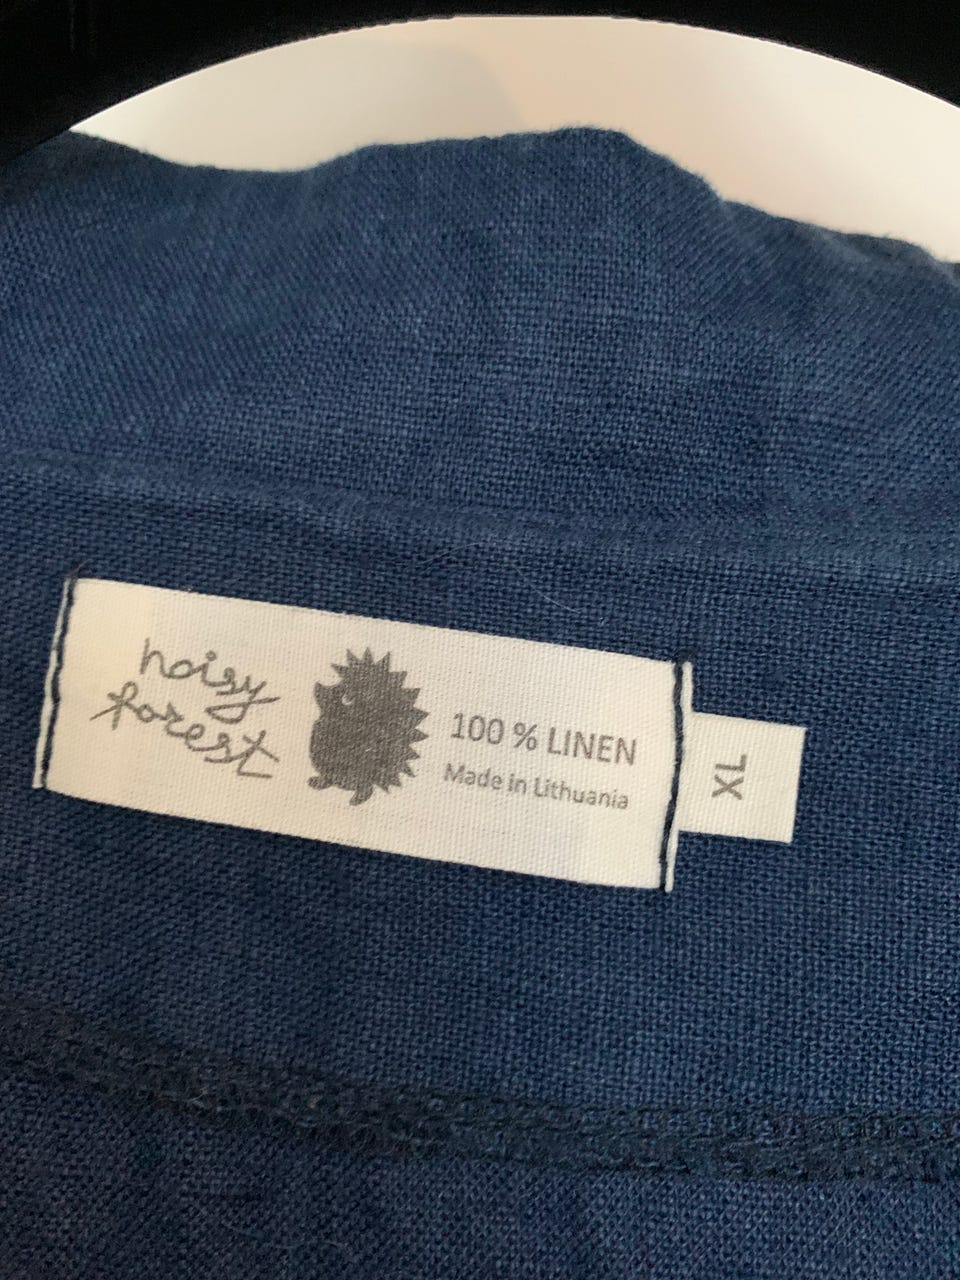 noisy
forest
100 % LINEN
Made in Lithuania
XL